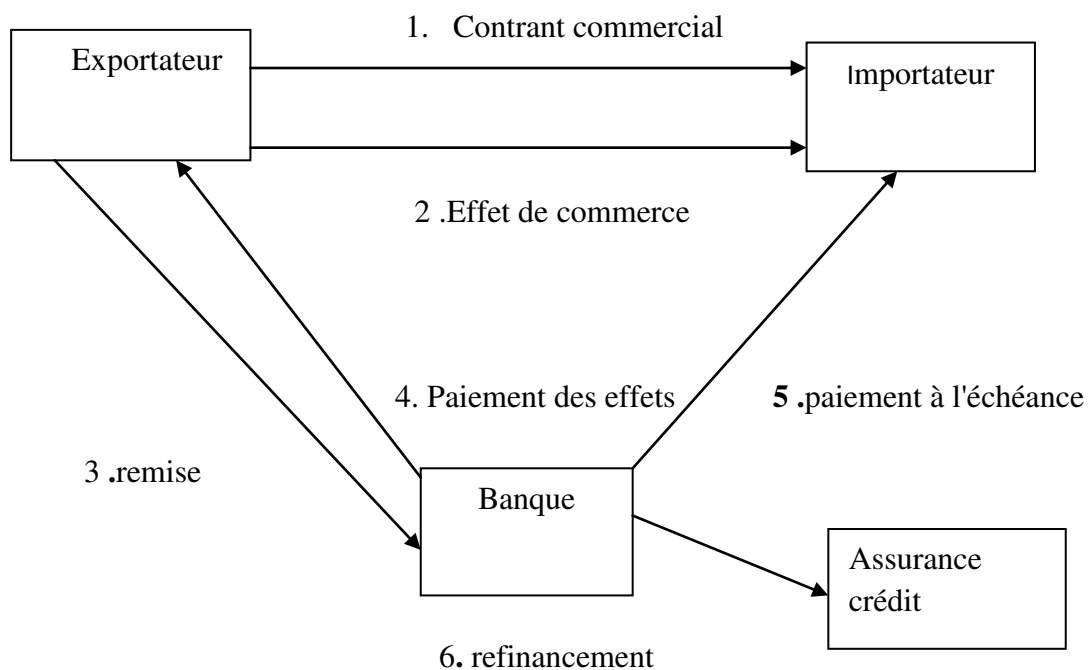 1. Contrant commercial
Exportateur
Importateur
2 .Effet de commerce
4. Paiement des effets
5 .paiement à l'échéance
3 .remise
Banque
Assurance
crédit
6. refinancement